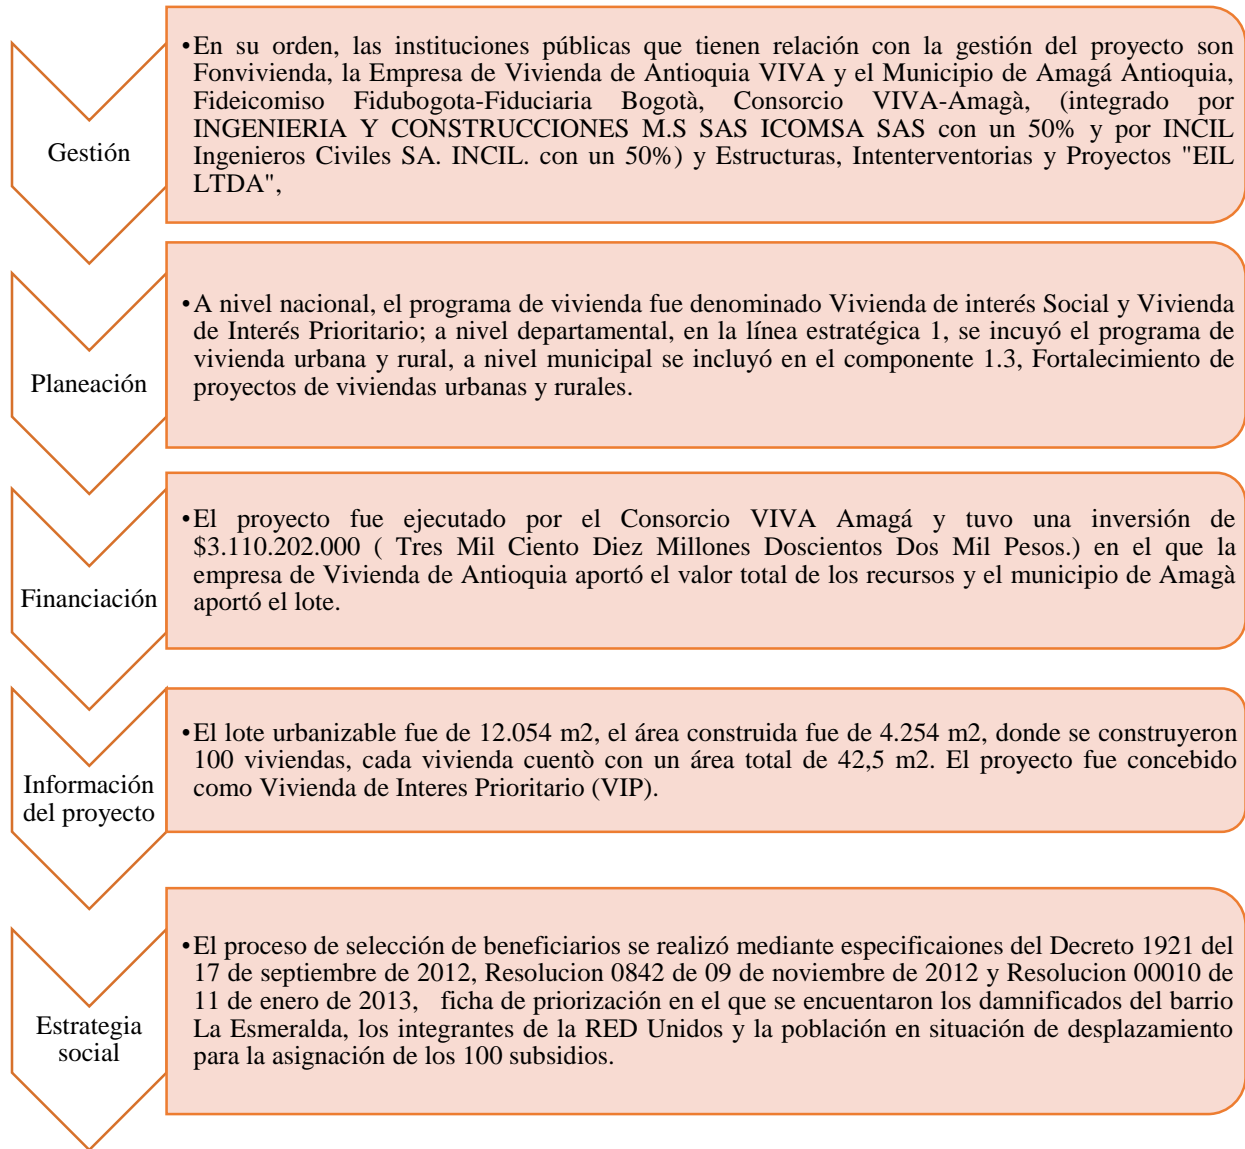 Gestión
•En su orden, las instituciones públicas que tienen relación con la gestión del proyecto son
Fonvivienda, la Empresa de Vivienda de Antioquia VIVA y el Municipio de Amagá Antioquia,
Fideicomiso Fidubogota-Fiduciaria Bogotà, Consorcio VIVA-Amagà, (integrado por
INGENIERIA Y CONSTRUCCIONES M.S SAS ICOMSA SAS con un 50% y por INCIL
Ingenieros Civiles SA. INCIL. con un 50%) y Estructuras, Intenterventorias y Proyectos "EIL
LTDA",
Planeación
•A nivel nacional, el programa de vivienda fue denominado Vivienda de interés Social y Vivienda
de Interés Prioritario; a nivel departamental, en la línea estratégica 1, se incuyó el programa de
vivienda urbana y rural, a nivel municipal se incluyó en el componente 1.3, Fortalecimiento de
proyectos de viviendas urbanas y rurales.
Financiación
•El proyecto fue ejecutado por el Consorcio VIVA Amagá y tuvo una inversión de
$3.110.202.000 ( Tres Mil Ciento Diez Millones Doscientos Dos Mil Pesos.) en el que la
empresa de Vivienda de Antioquia aportó el valor total de los recursos y el municipio de Amagà
aportó el lote.
Información
del proyecto
•El lote urbanizable fue de 12.054 m2, el área construida fue de 4.254 m2, donde se construyeron
100 viviendas, cada vivienda cuentò con un área total de 42,5 m2. El proyecto fue concebido
como Vivienda de Interes Prioritario (VIP).
Estrategia
social
•El proceso de selección de beneficiarios se realizó mediante especificaiones del Decreto 1921 del
17 de septiembre de 2012, Resolucion 0842 de 09 de noviembre de 2012 y Resolucion 00010 de
11 de enero de 2013, ficha de priorización en el que se encuentaron los damnificados del barrio
La Esmeralda, los integrantes de la RED Unidos y la población en situación de desplazamiento
para la asignación de los 100 subsidios.